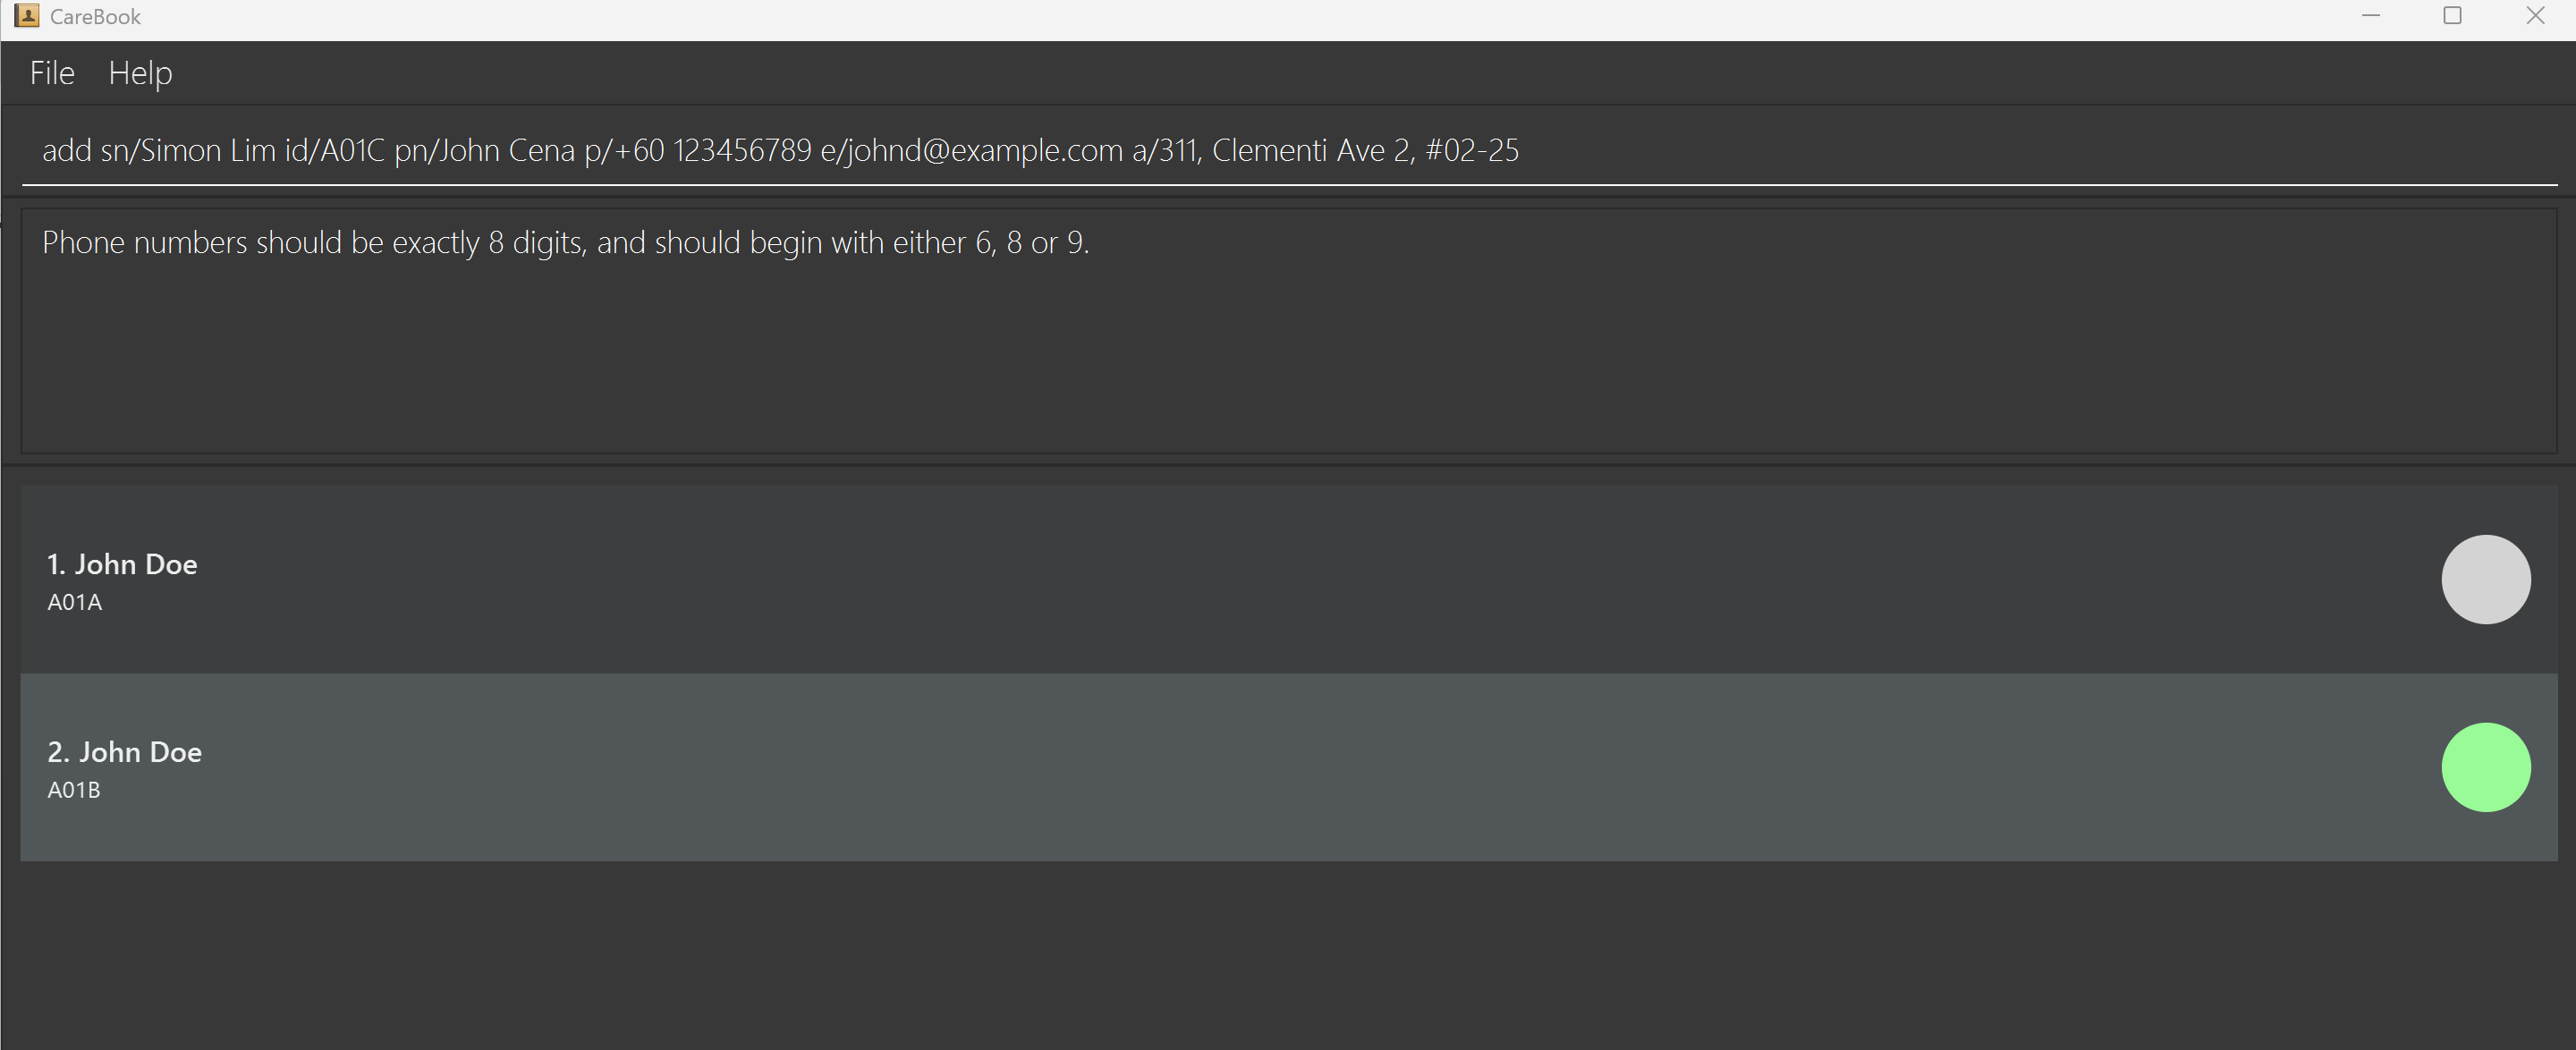 CareBook
File Help
add sn/Simon Lim id/A01C pn/John Cena p/+60 123456789 e/johnd@example.com a/311, Clementi Ave 2, #02-25
Phone numbers should be exactly 8 digits, and should begin with either 6, 8 or 9.
1. John Doe
A01A
2. John Doe
A01B